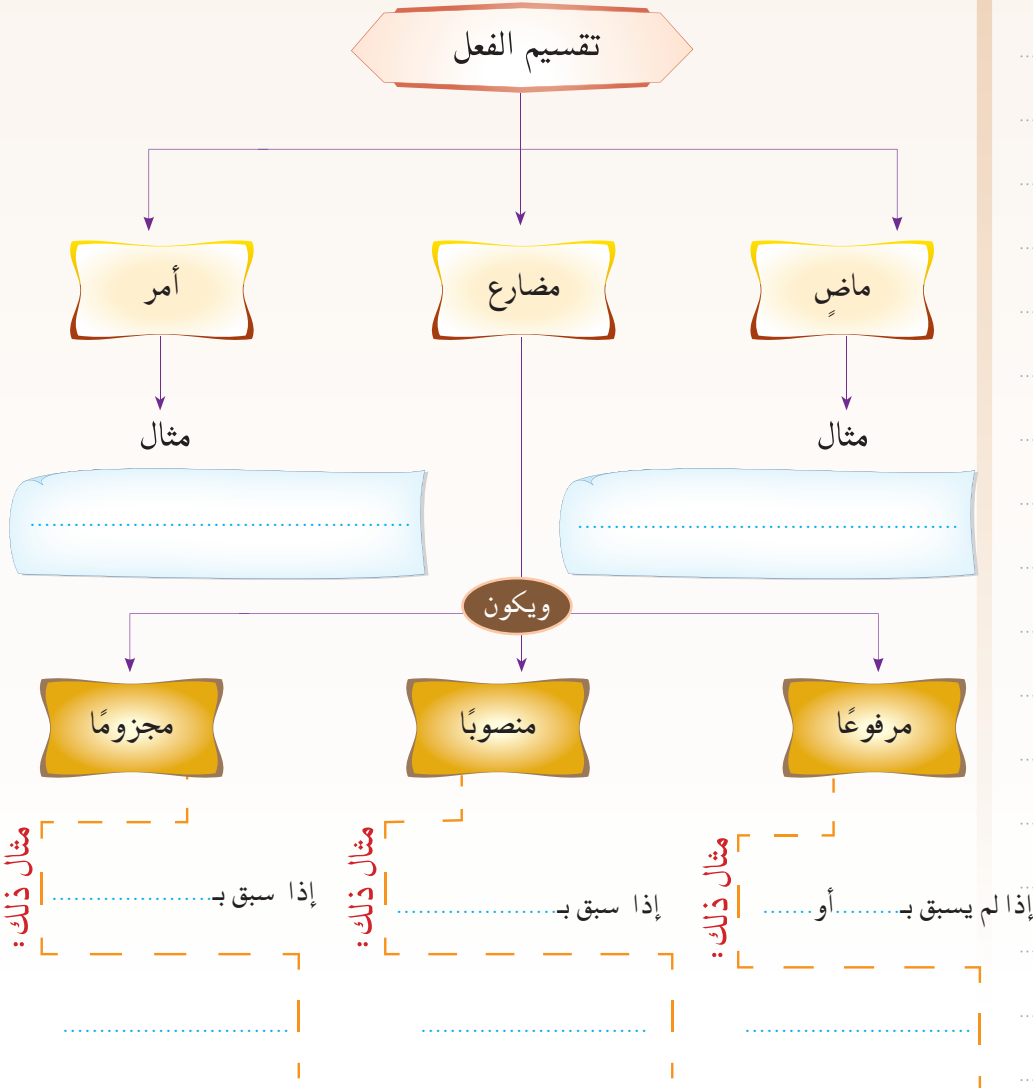 تقسيم الفعل
ماضٍ
مضارع
أمر
مثال
مثال
ويكون
مرفوعًا
منصوبًا
مجزومًا
إذا لم يسبق بـ.........أو.......
مثال ذلك:
إذا سبق بـ......................
مثال ذلك:
إذا سبق بـ......................
مثال ذلك: